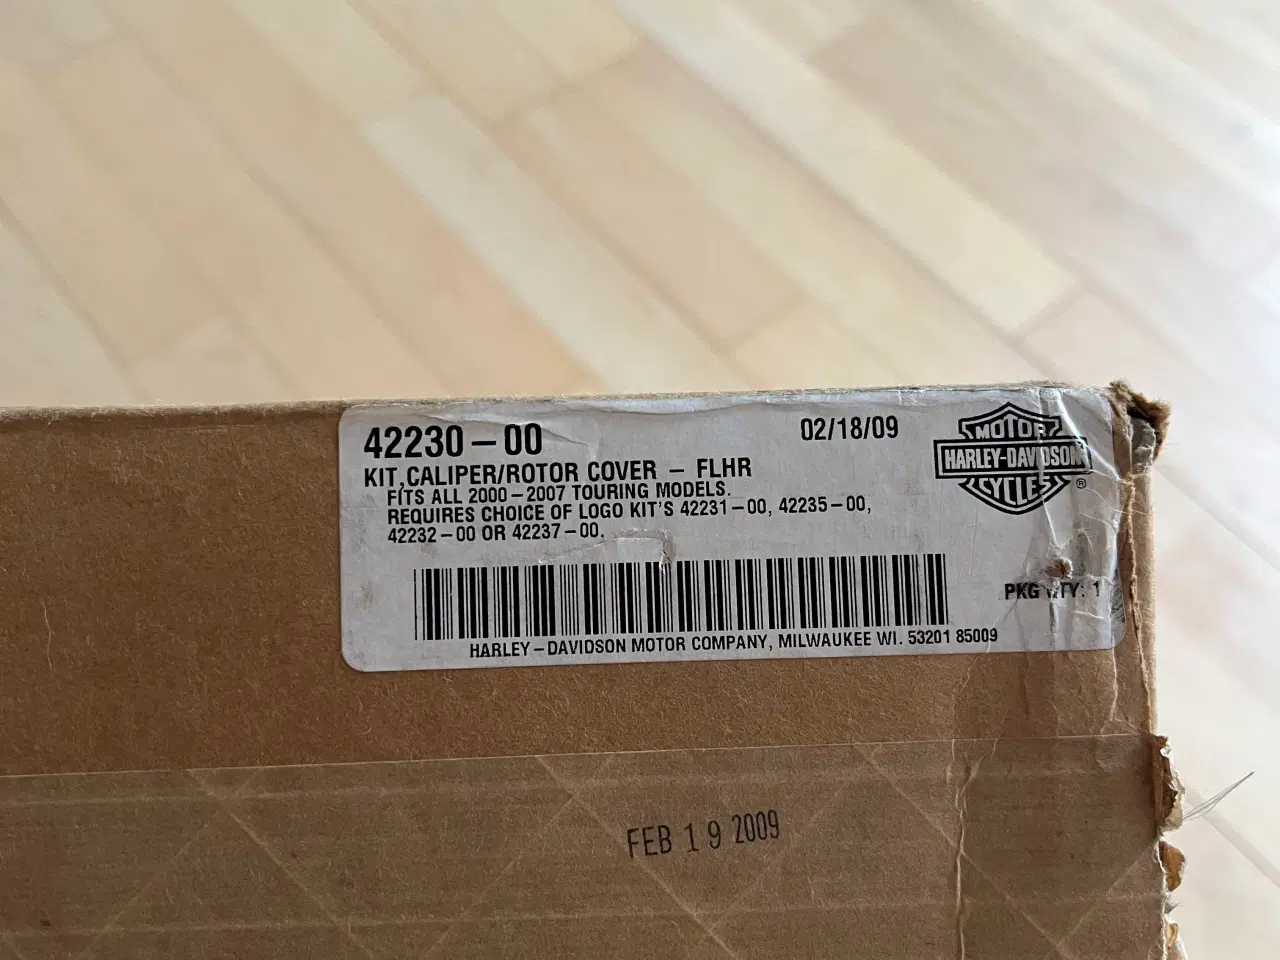 42230-00
02/18/09
KIT,CALIPER/ROTOR COVER - FLHR
FITS ALL 2000-2007 TOURING MODELS.
REQUIRES CHOICE OF LOGO KIT'S 42231-00, 42235-00,
42232-00 OR 42237-00.
MOTOR
HARLEY-DAVIDSON
CYCLES
®
PKG QTY: 1
HARLEY-DAVIDSON MOTOR COMPANY, MILWAUKEE WI. 53201 85009
FEB 19 2009